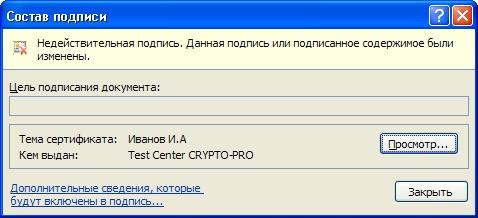 Состав подписи
Недействительная подпись. Данная подпись или подписанное содержимое были
изменены.
Цель подписания документа:
Тема сертификата: Иванов И.А
Просмотр...
Кем выдан: Test Center CRYPTO-PRO
Дополнительные сведения, которые
будут включены в подпись...
Закрыть